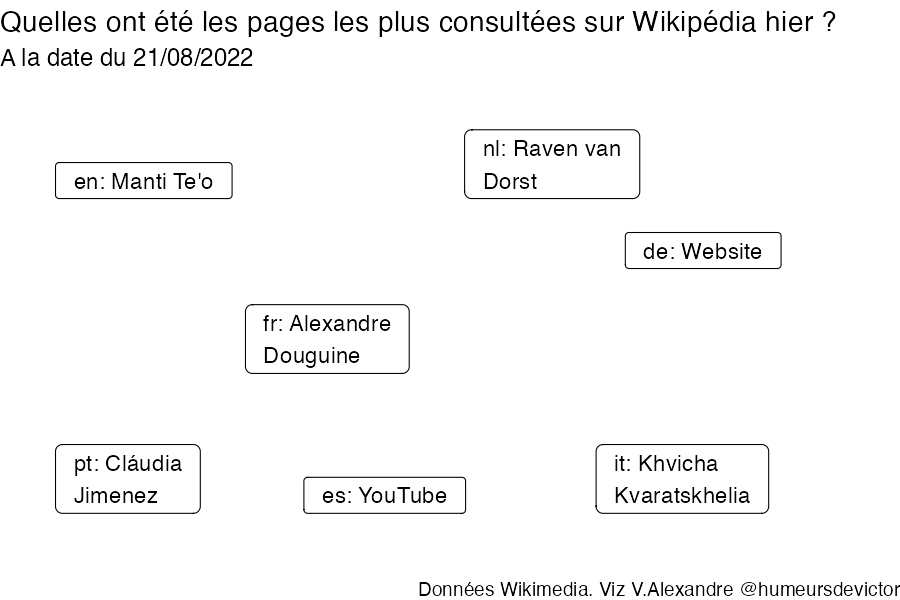 Quelles ont été les pages les plus consultées sur Wikipédia hier ?
A la date du 21/08/2022
en: Manti Te'o
nl: Raven van
Dorst
de: Website
fr: Alexandre
Douguine
pt: Cláudia
Jimenez
es: YouTube
it: Khvicha
Kvaratskhelia
Données Wikimedia. Viz V.Alexandre @humeursdevictor